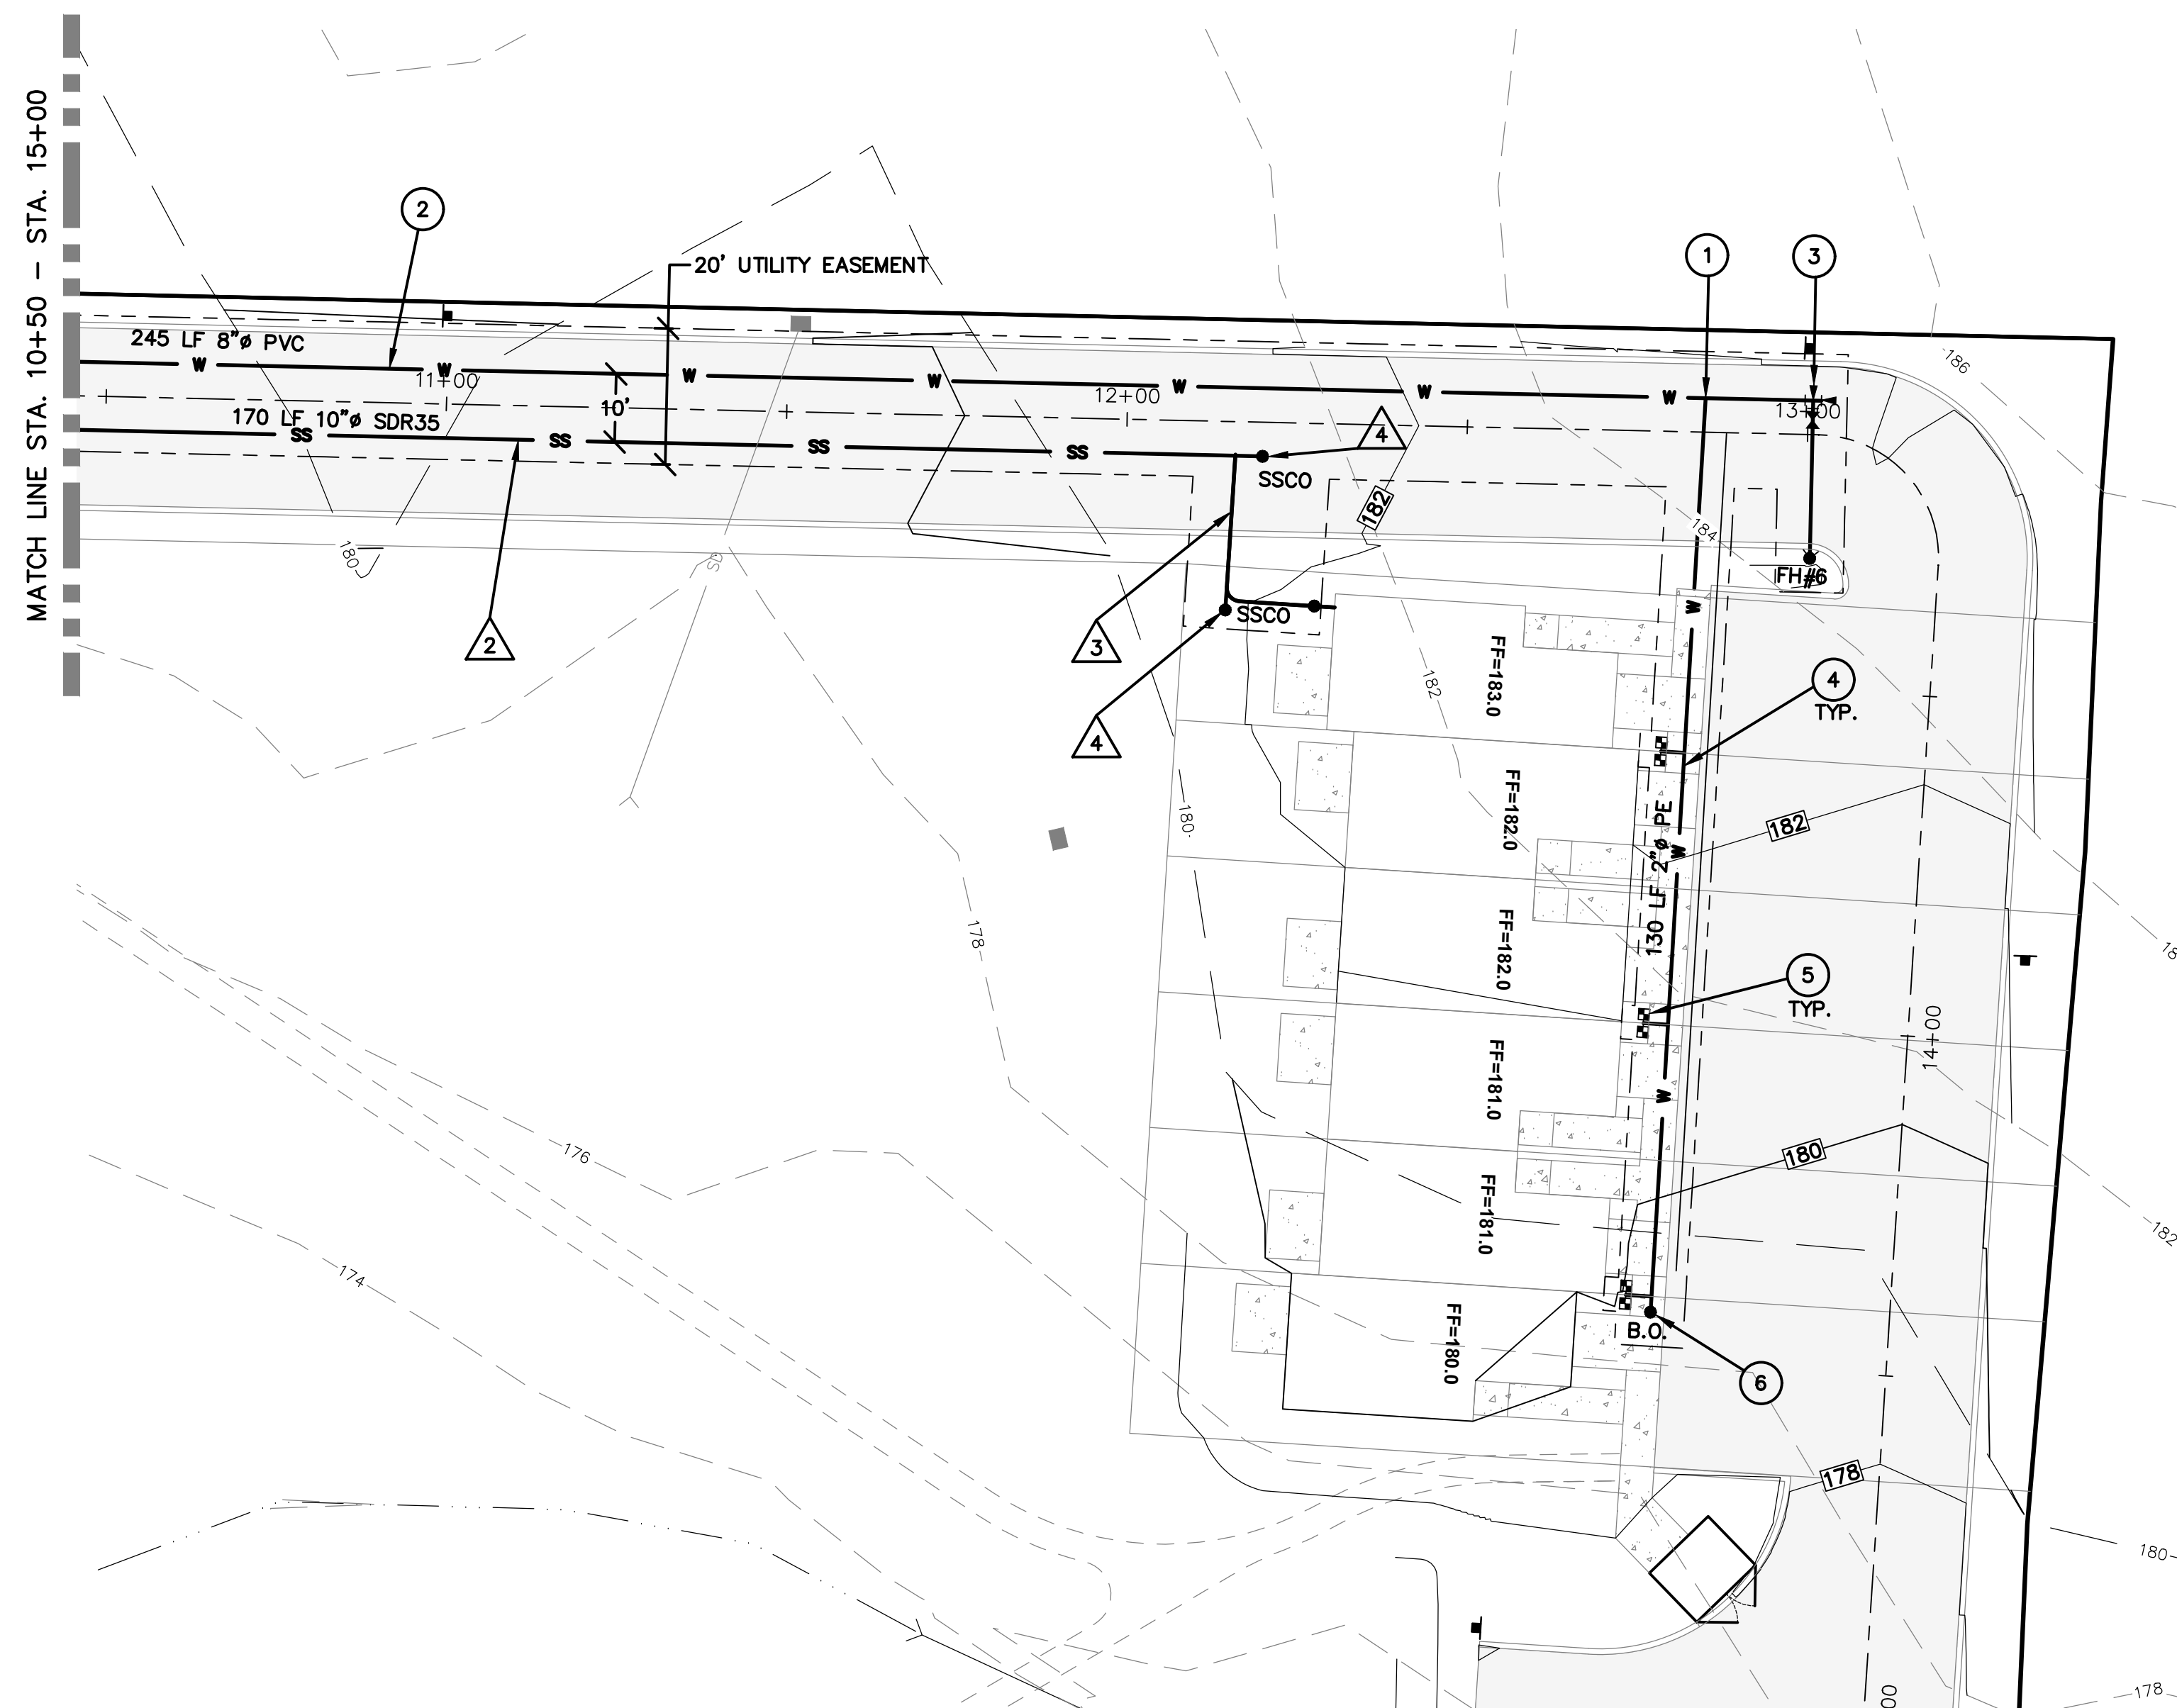 MATCH LINE STA. 10+50 – STA. 15+00
2
20' UTILITY EASEMENT
1
3
245 LF 8"ø PVC
W
W
W
W
W
W
W
11+00
12+00
13+00
186
170 LF 10"ø SDR35
10'
SS
SS
SS
SS
4
SSCO
182
184
180
SD
2
3
4
SSCO
FH#6
W
FF=183.0
182
4
TYP.
FF=182.0
180
130 LF 2"ø PE
W
182
178
FF=182.0
5
TYP.
14+00
FF=181.0
W
176
180
FF=181.0
182
174
FF=180.0
B.O.
6
178
180
178